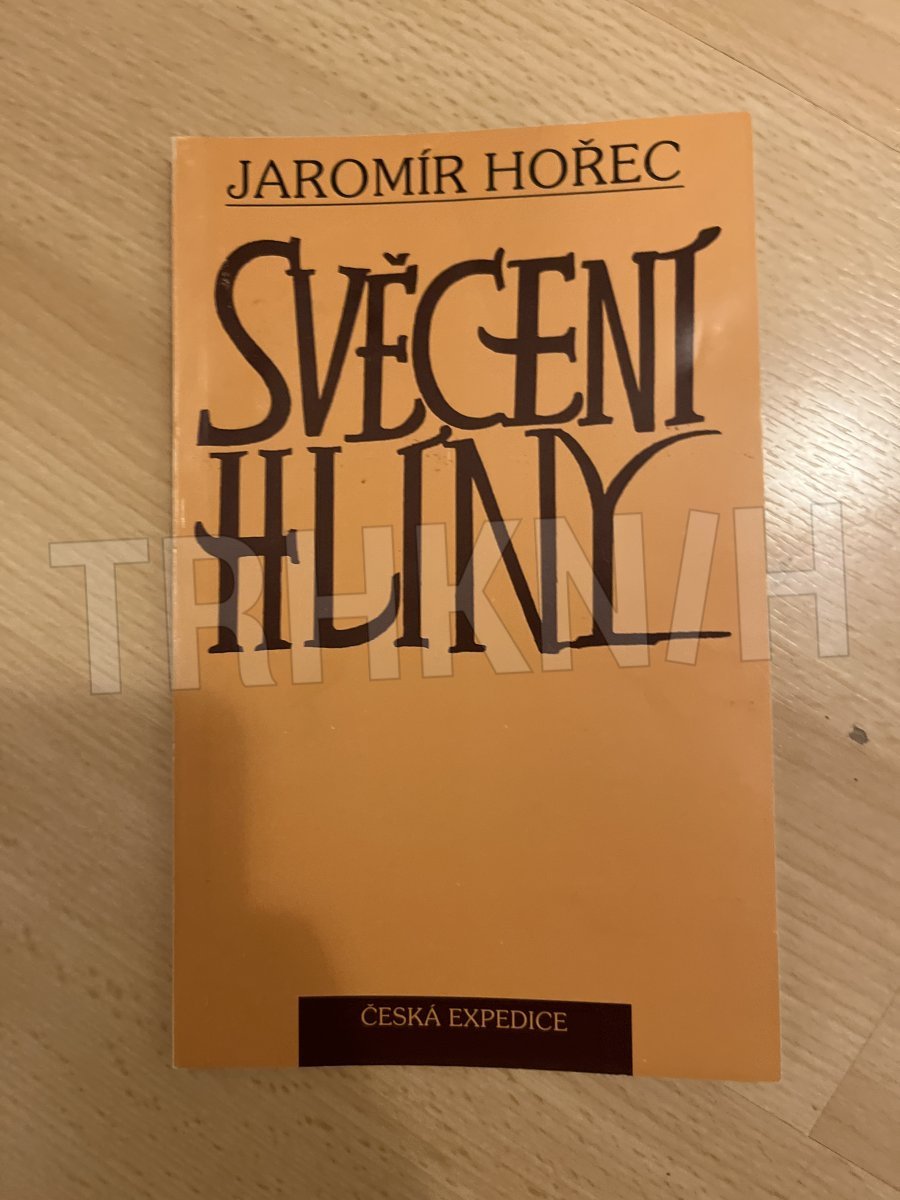 JAROMÍR HOŘEC
SVĚCENÍ
HLÍNY
TRHKNIH
ČESKÁ EXPEDICE